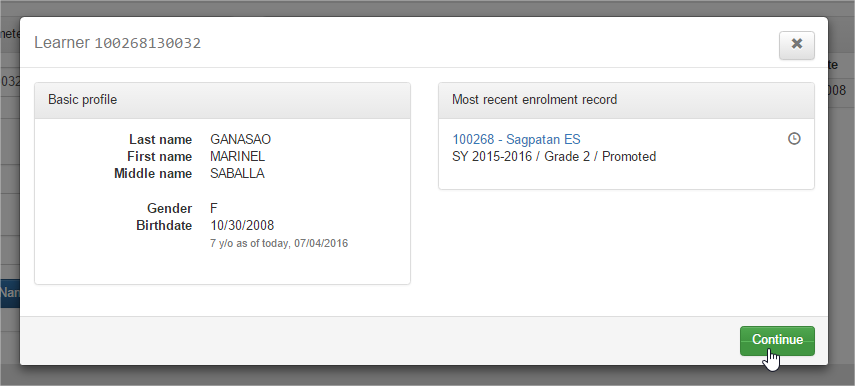 Learner 100268130032
Basic profile
Last name GANASAO
First name MARINEL
Middle name SABALLA
Gender F
Birthdate 10/30/2008
7 y/o as of today, 07/04/2016
Most recent enrolment record
100268 - Sagpatan ES
SY 2015-2016 / Grade 2 / Promoted
Continue